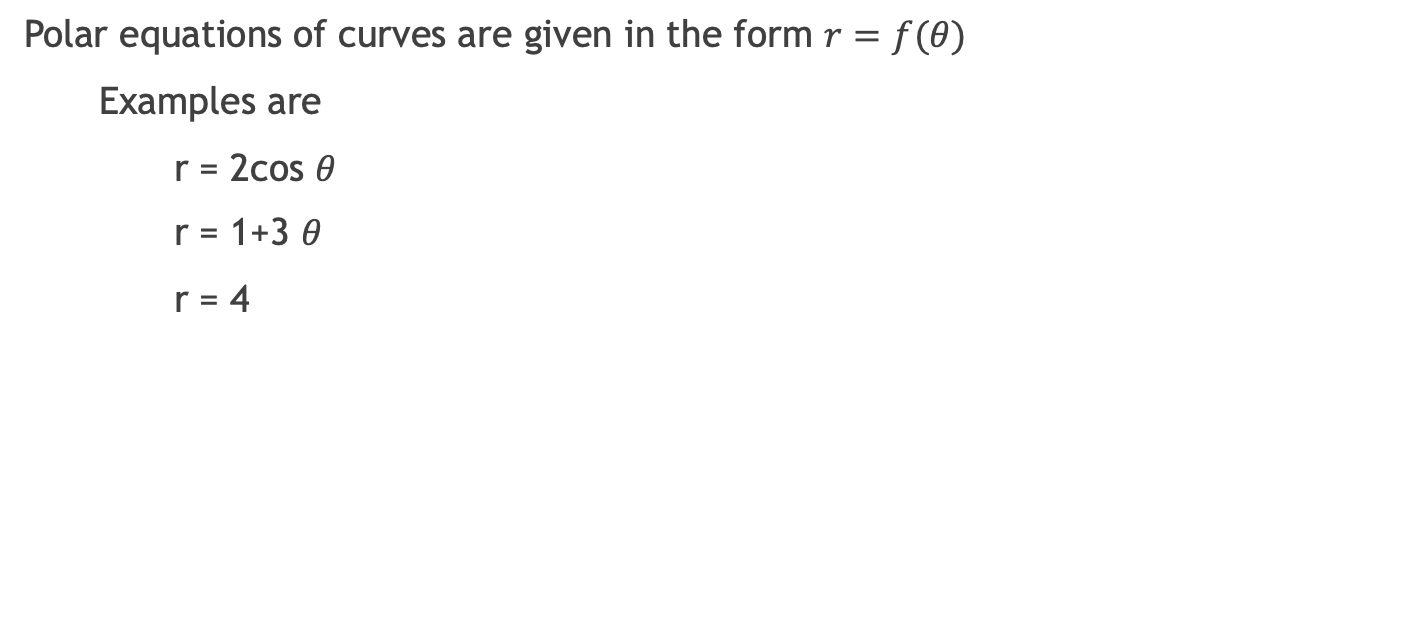 Polar equations of curves are given in the form 𝑟 = 𝑓(𝜃)
Examples are
r = 2cos 𝜃
r = 1+3 𝜃
r = 4